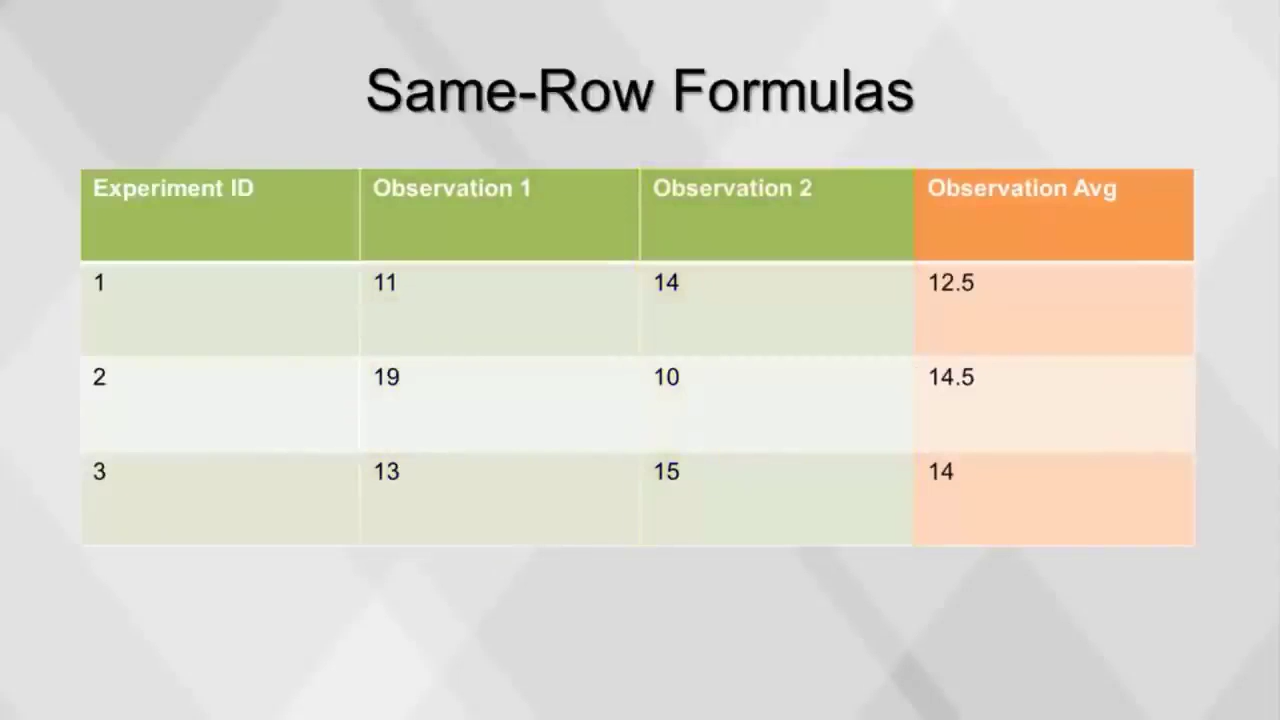 Same-Row Formulas
Experiment ID Observation 1 Observation 2 Observation Avg
1 11 14 12.5
2 19 10 14.5
3 13 15 14